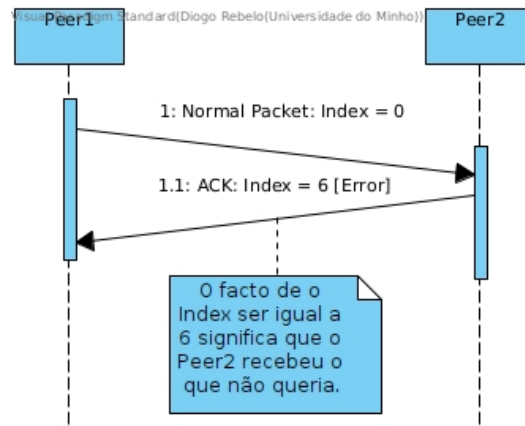 Visual Paradigm Standard(Diogo Rebelo(Universidade do Minho))
Peer1
Peer2
1: Normal Packet: Index = 0
1.1: ACK: Index = 6 [Error]
O facto de o
Index ser igual a
6 significa que o
Peer2 recebeu o
que não queria.